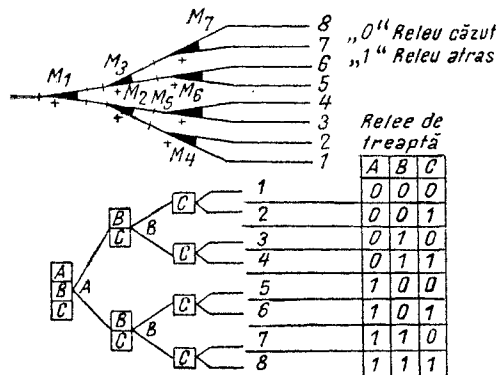 M7
8 „0“ Releu căzut
7 „1“ Releu atras
M3
6
M1
5
M2 M5 M6
4
3
M4
2
1
Relee de
treaptă
A B C
1 0 0 0
2 0 0 1
3 0 1 0
4 0 1 1
5 1 0 0
6 1 0 1
7 1 1 0
8 1 1 1
A
B
C
A
B
C
B
B
C
B
C
C
C
C